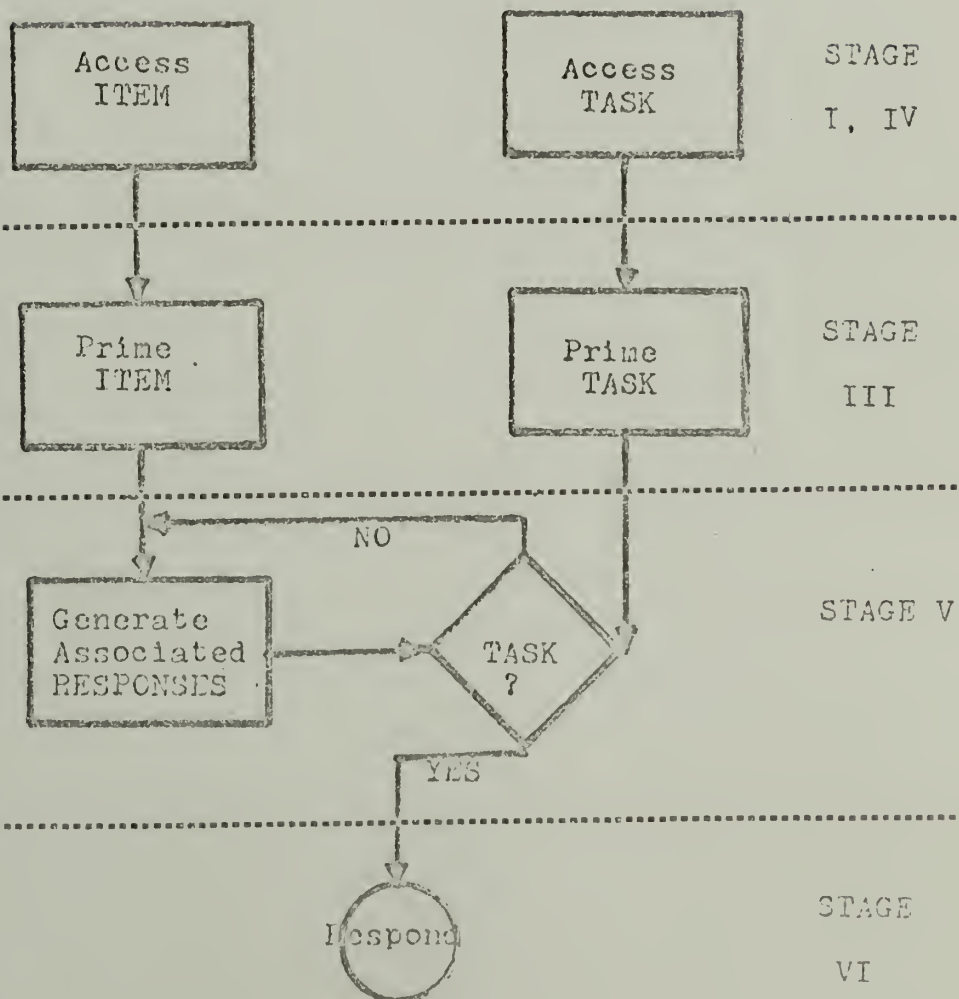 Access
ITEM
Access
TASK
STAGE
I, IV
Prime
ITEM
Prime
TASK
STAGE
III
NO
Generate
Associated
RESPONSES
TASK
?
STAGE V
YES
Respond
STAGE
VI